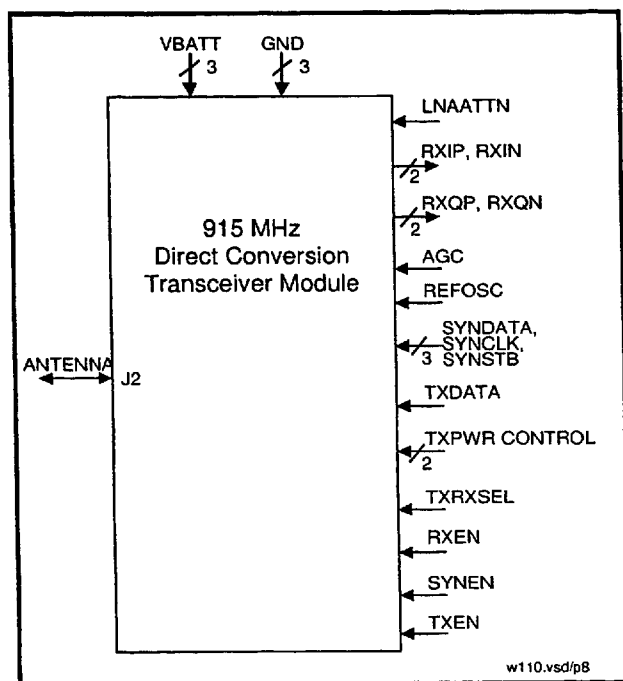 VBATT GND
3 3
LNAATTN
RXIP, RXIN
2
RXQP, RXQN
2
915 MHz
Direct Conversion
Transceiver Module
AGC
REFOSC
SYNDATA,
SYNCLK,
SYNSTB
3
ANTENNA J2
TXDATA
TXPWR CONTROL
2
TXRXSEL
RXEN
SYNEN
TXEN
w110.vsd/p8